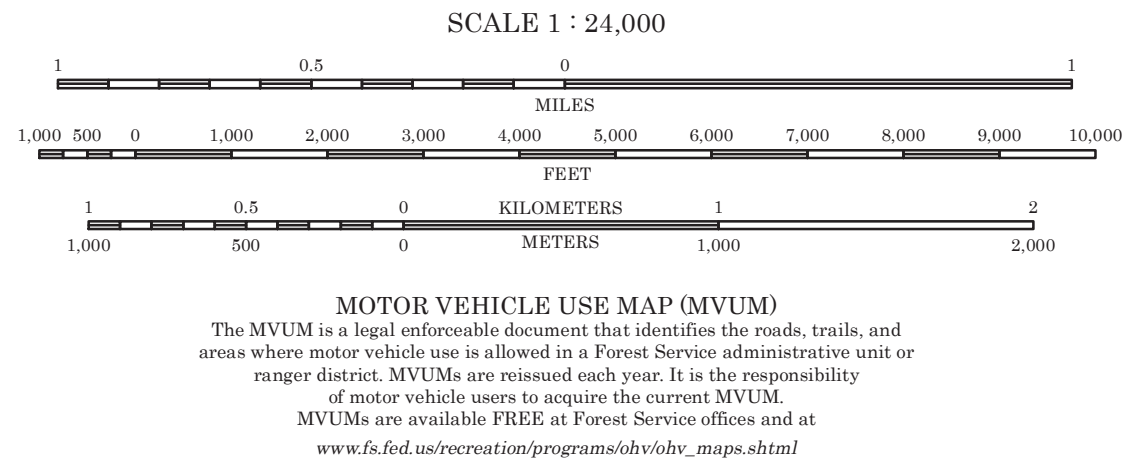 SCALE 1 : 24,000
1 0.5 0 1
MILES
1,000 500 0 1,000 2,000 3,000 4,000 5,000 6,000 7,000 8,000 9,000 10,000
FEET
1 0.5 0 KILOMETERS 1 2
1,000 500 0 METERS 1,000 2,000
MOTOR VEHICLE USE MAP (MVUM)
The MVUM is a legal enforceable document that identifies the roads, trails, and
areas where motor vehicle use is allowed in a Forest Service administrative unit or
ranger district. MVUMs are reissued each year. It is the responsibility
of motor vehicle users to acquire the current MVUM.
MVUMs are available FREE at Forest Service offices and at
www.fs.fed.us/recreation/programs/ohv/ohv_maps.shtml